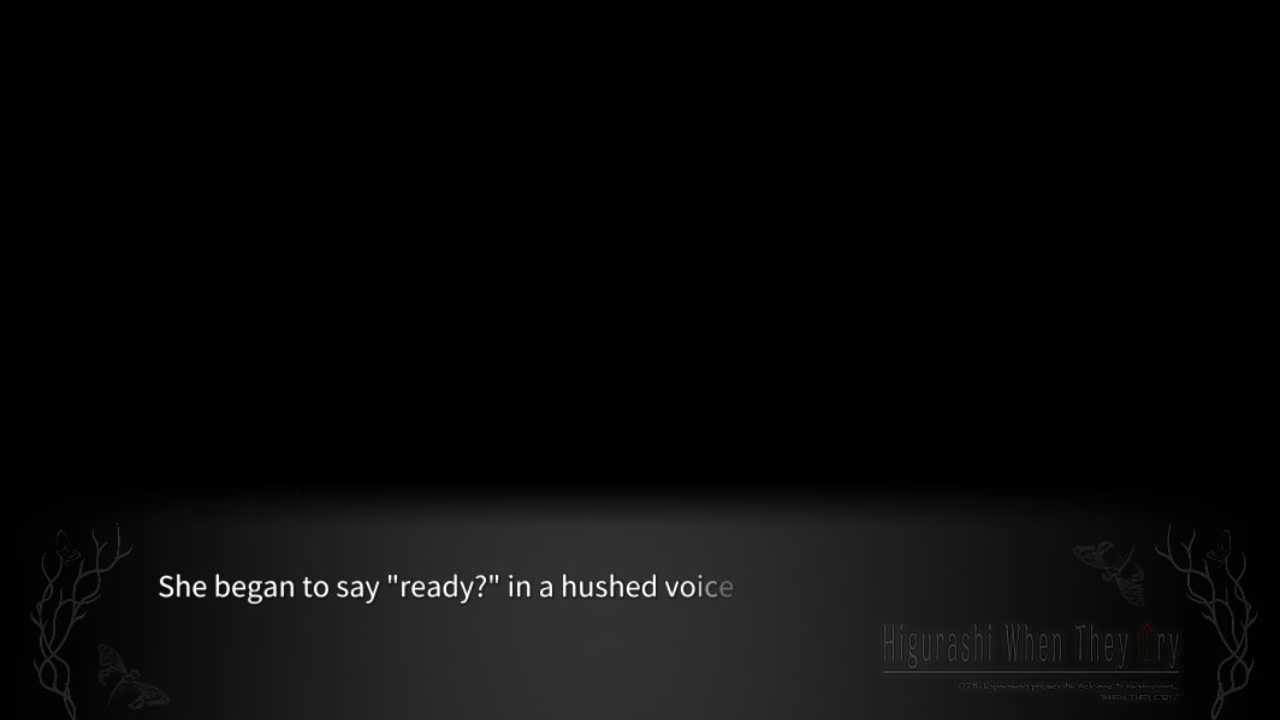 She began to say "ready?" in a hushed voice
Higurashi When They Cry